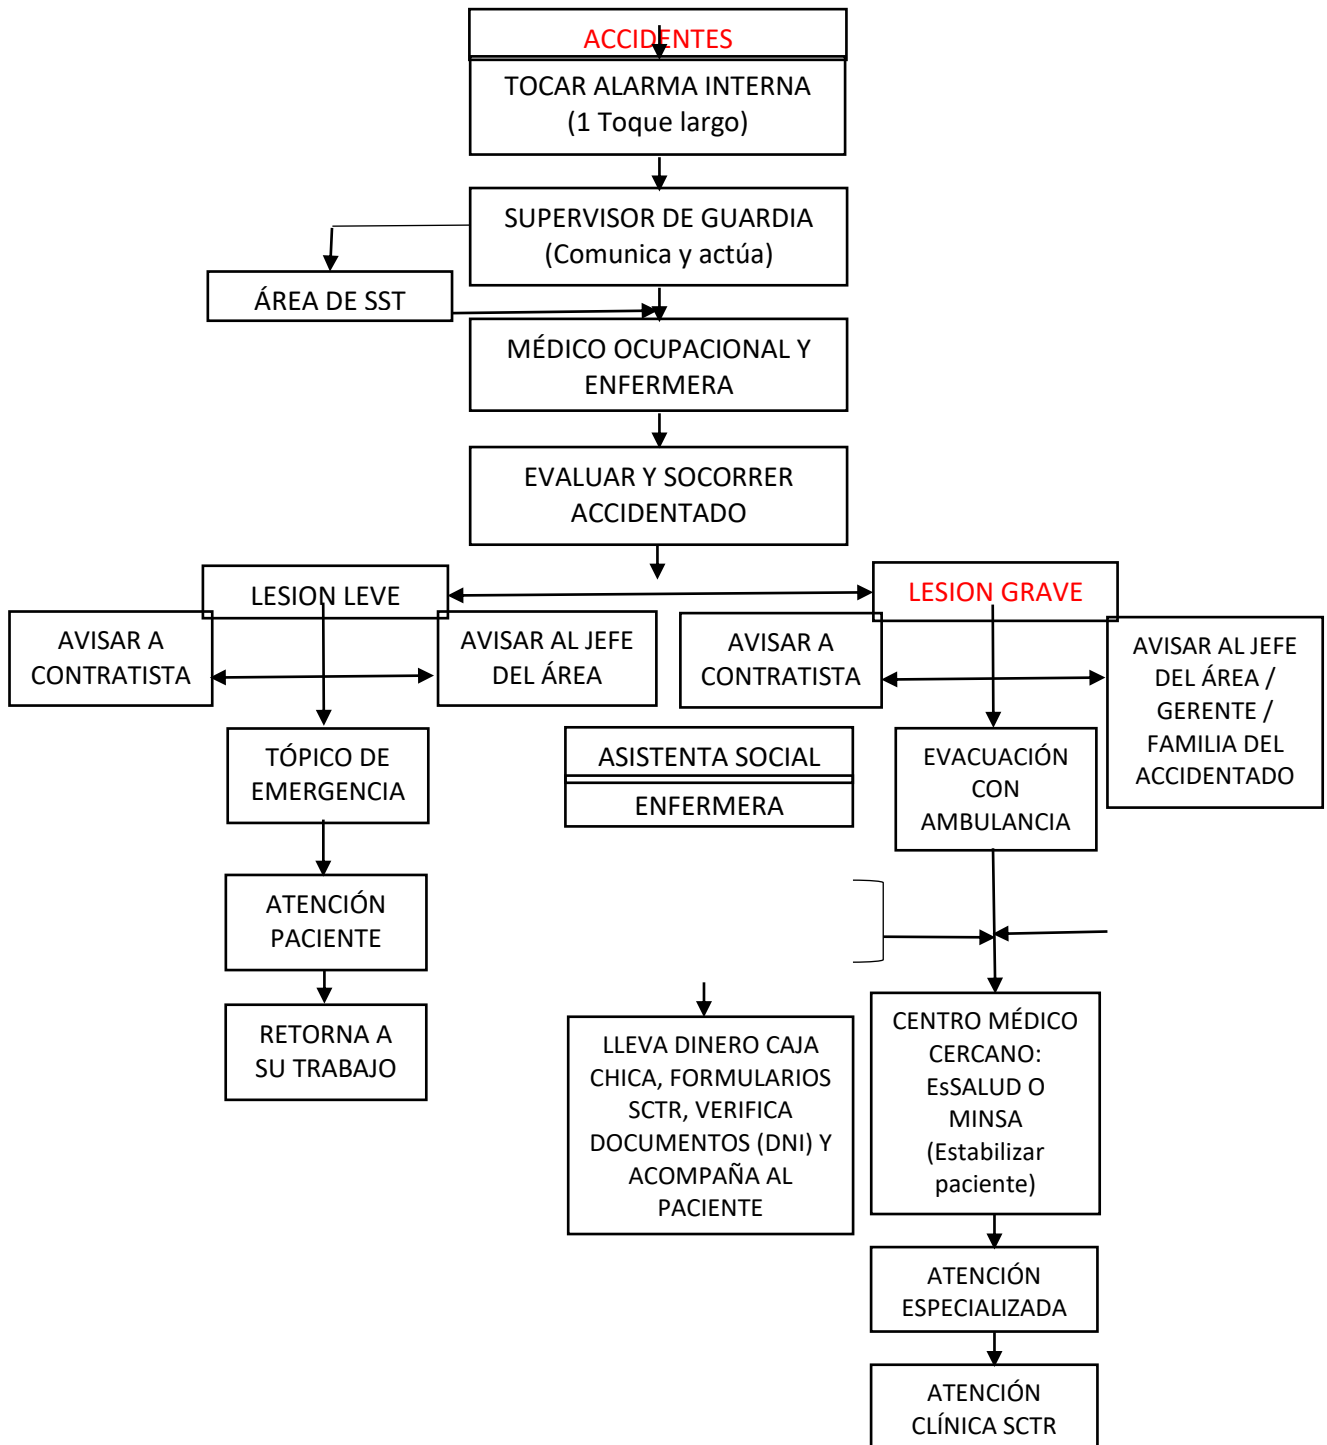 ACCIDENTES
TOCAR ALARMA INTERNA
(1 Toque largo)
SUPERVISOR DE GUARDIA
(Comunica y actúa)
ÁREA DE SST
MÉDICO OCUPACIONAL Y
ENFERMERA
EVALUAR Y SOCORRER
ACCIDENTADO
LESION LEVE
LESION GRAVE
AVISAR A
CONTRATISTA
AVISAR AL JEFE
DEL ÁREA
AVISAR A
CONTRATISTA
AVISAR AL JEFE
DEL ÁREA /
GERENTE /
FAMILIA DEL
ACCIDENTADO
TÓPICO DE
EMERGENCIA
ASISTENTA SOCIAL
ENFERMERA
EVACUACIÓN
CON
AMBULANCIA
ATENCIÓN
PACIENTE
RETORNA A
SU TRABAJO
LLEVA DINERO CAJA
CHICA, FORMULARIOS
SCTR, VERIFICA
DOCUMENTOS (DNI) Y
ACOMPAÑA AL
PACIENTE
CENTRO MÉDICO
CERCANO:
EsSALUD O
MINSA
(Estabilizar
paciente)
ATENCIÓN
ESPECIALIZADA
ATENCIÓN
CLÍNICA SCTR